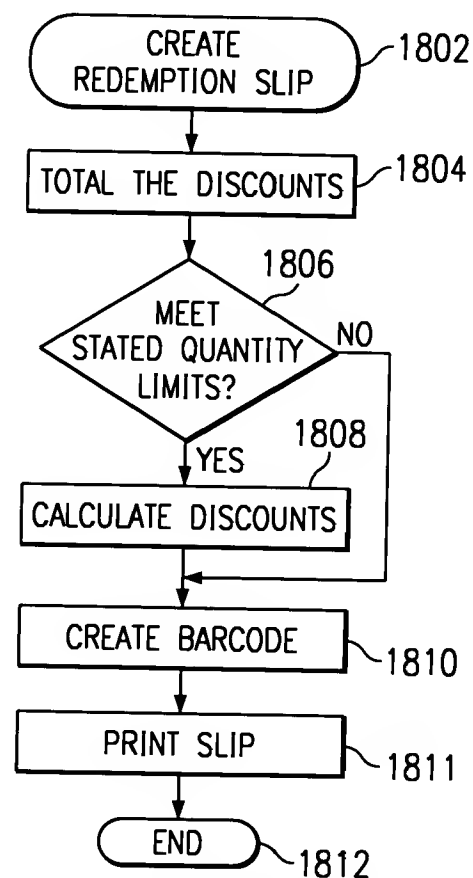 CREATE
REDEMPTION SLIP
1802
TOTAL THE DISCOUNTS
1804
1806
MEET
STATED QUANTITY
LIMITS?
NO
YES
1808
CALCULATE DISCOUNTS
CREATE BARCODE
1810
PRINT SLIP
1811
END
1812